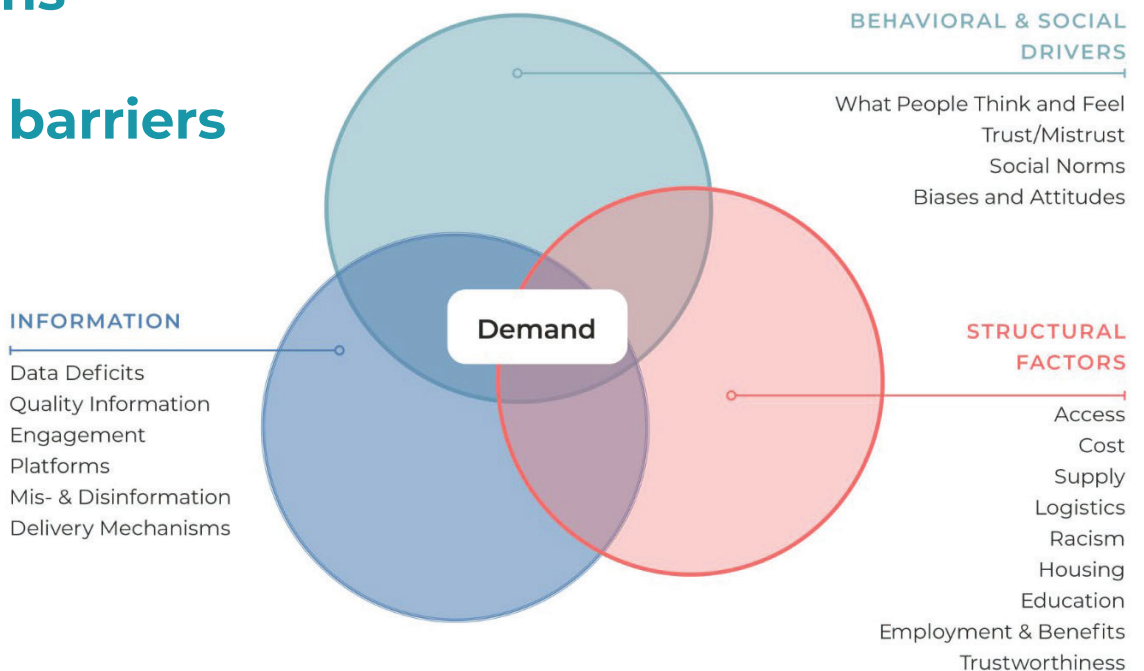 barriers
BEHAVIORAL & SOCIAL
DRIVERS
What People Think and Feel
Trust/Mistrust
Social Norms
Biases and Attitudes
INFORMATION
Data Deficits
Quality Information
Engagement
Platforms
Mis- & Disinformation
Delivery Mechanisms
Demand
STRUCTURAL
FACTORS
Access
Cost
Supply
Logistics
Racism
Housing
Education
Employment & Benefits
Trustworthiness